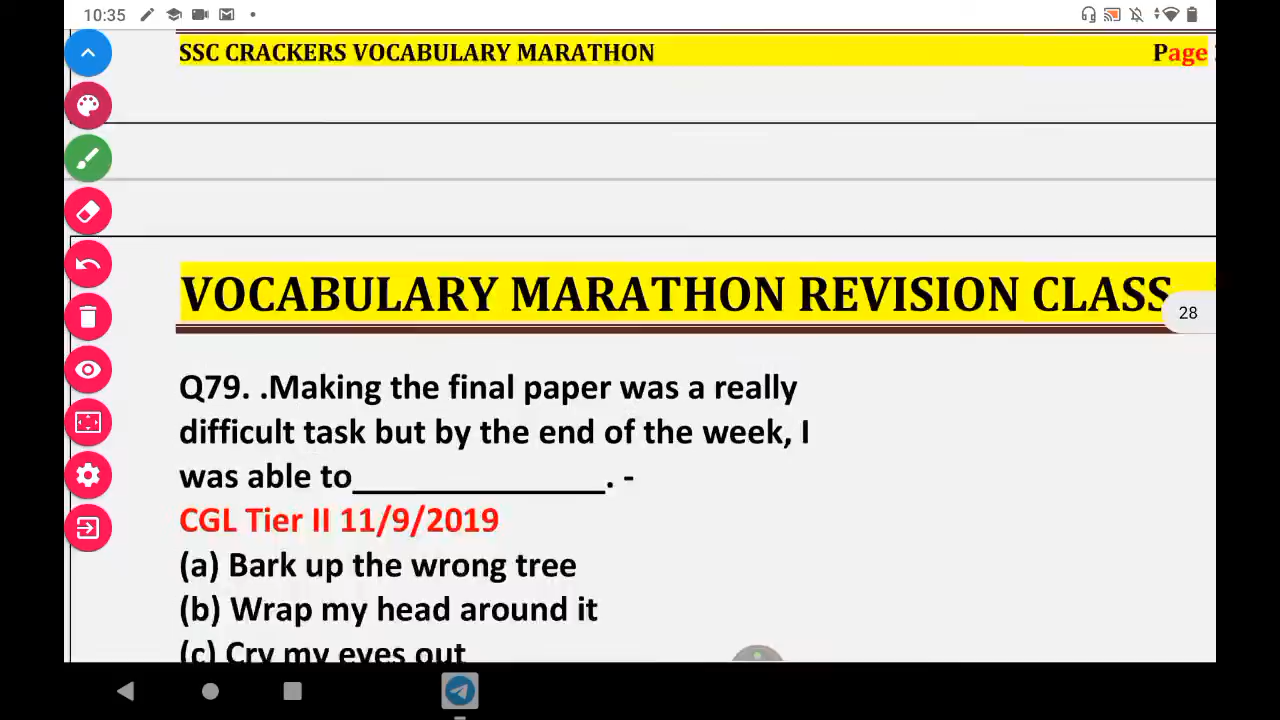 10:35
SSC CRACKERS VOCABULARY MARATHON Page
VOCABULARY MARATHON REVISION CLASS
28
Q79. .Making the final paper was a really
difficult task but by the end of the week, I
was able to______________. -
CGL Tier II 11/9/2019
(a) Bark up the wrong tree
(b) Wrap my head around it
(c) Cry my eyes out